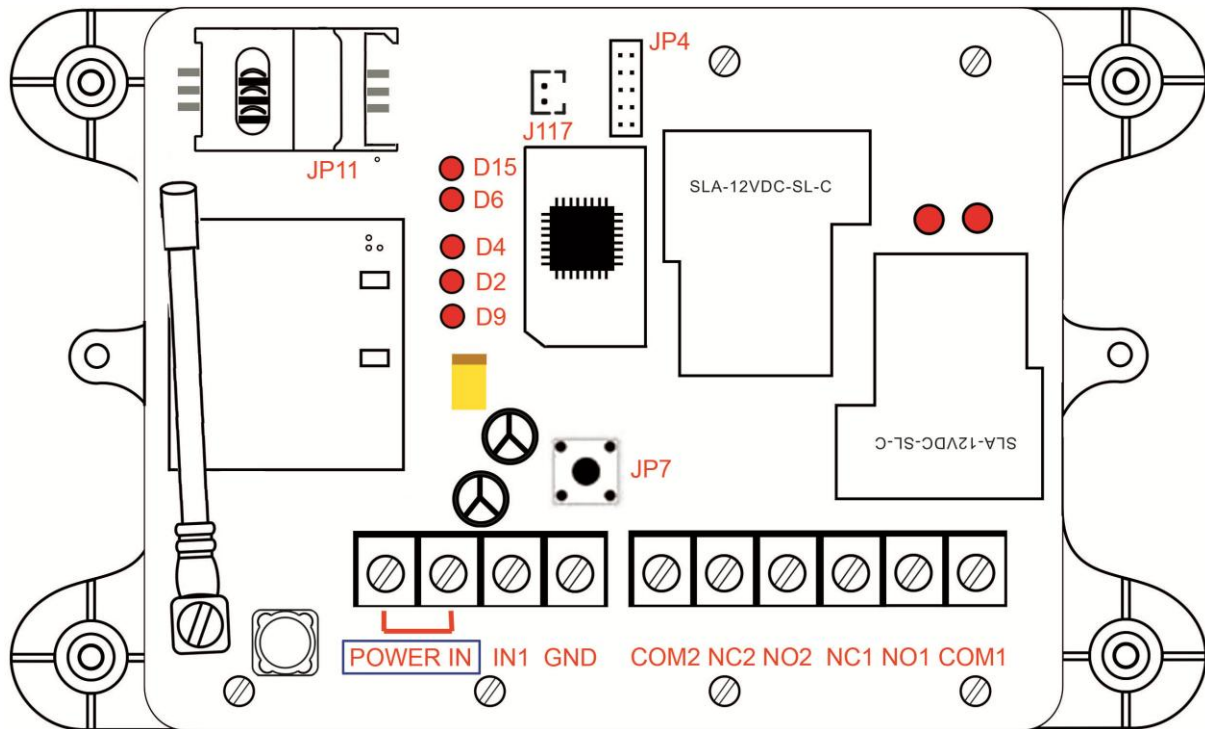 JP4
J117
JP11
D15
SLA-12VDC-SL-C
D6
D4
D2
D9
SLA-12VDC-SL-C
JP7
POWER IN IN1 GND COM2 NC2 NO2 NC1 NO1 COM1